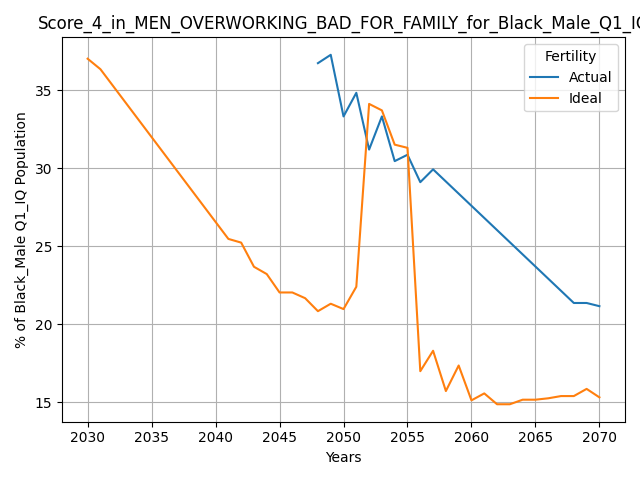 Score_4_in_MEN_OVERWORKING_BAD_FOR_FAMILY_for_Black_Male_Q1_IQ
Fertility
Actual
Ideal
% of Black_Male Q1_IQ Population
35
30
25
20
15
2030 2035 2040 2045 2050 2055 2060 2065 2070
Years